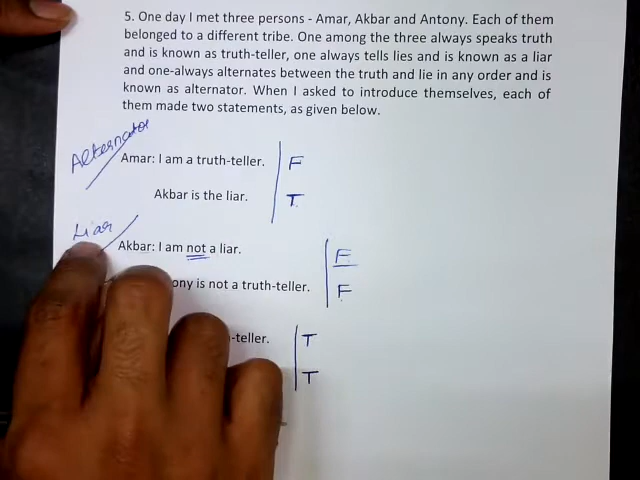 5. One day I met three persons - Amar, Akbar and Antony. Each of them
belonged to a different tribe. One among the three always speaks truth
and is known as truth-teller, one always tells lies and is known as a liar
and one-always alternates between the truth and lie in any order and is
known as alternator. When I asked to introduce themselves, each of
them made two statements, as given below.
Alternator
Amar: I am a truth-teller. F
Akbar is the liar. T
Liar
Akbar: I am not a liar. F
ony is not a truth-teller. F
-teller. T
T